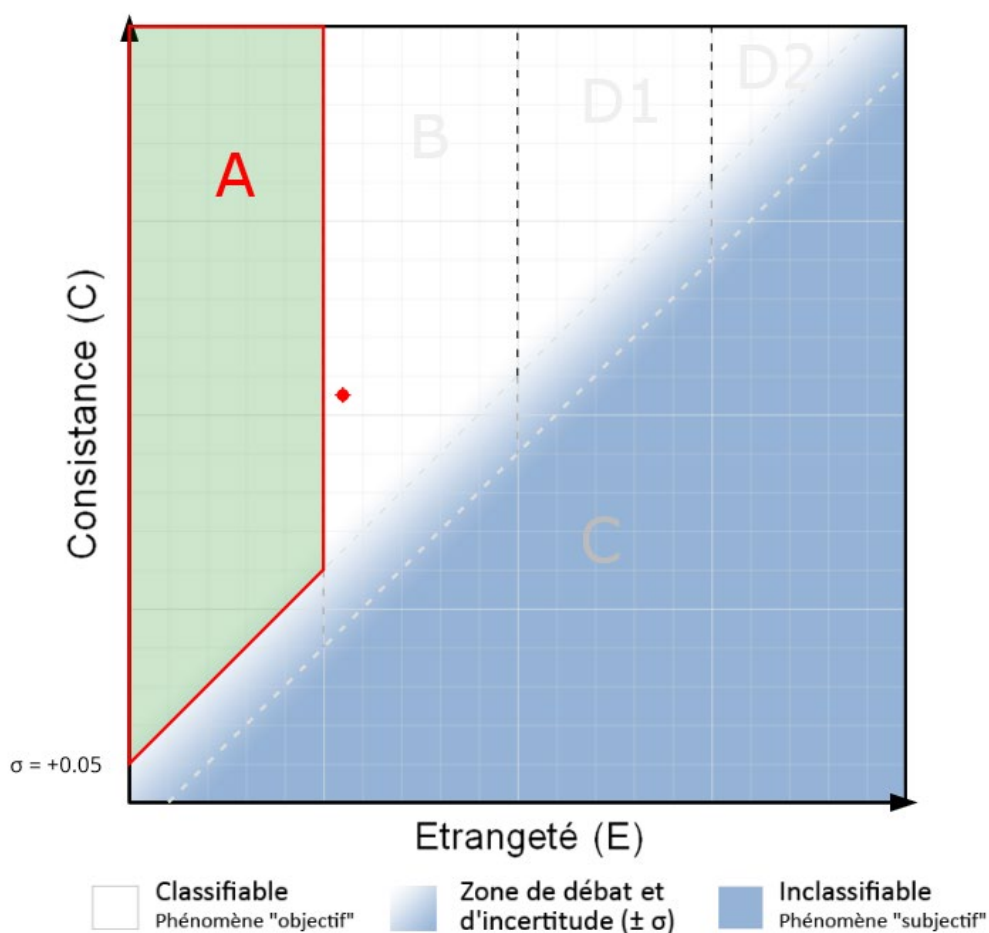 A
B
D1
D2
C
Consistance (C)
σ = +0.05
Etrangeté (E)
Classifiable
Phénomène "objectif"
Zone de débat et
d'incertitude (± σ)
Inclassifiable
Phénomène "subjectif"